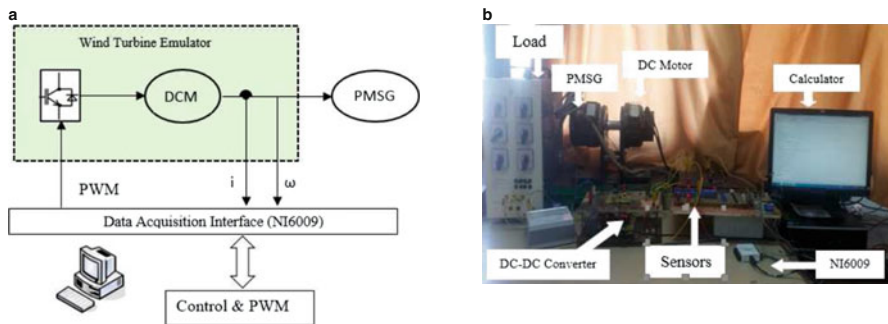 a
Wind Turbine Emulator
DCM
PMSG
i
ω
PWM
Data Acquisition Interface (NI6009)
Control & PWM
b
Load
PMSG
DC Motor
Calculator
DC-DC Converter
Sensors
NI6009